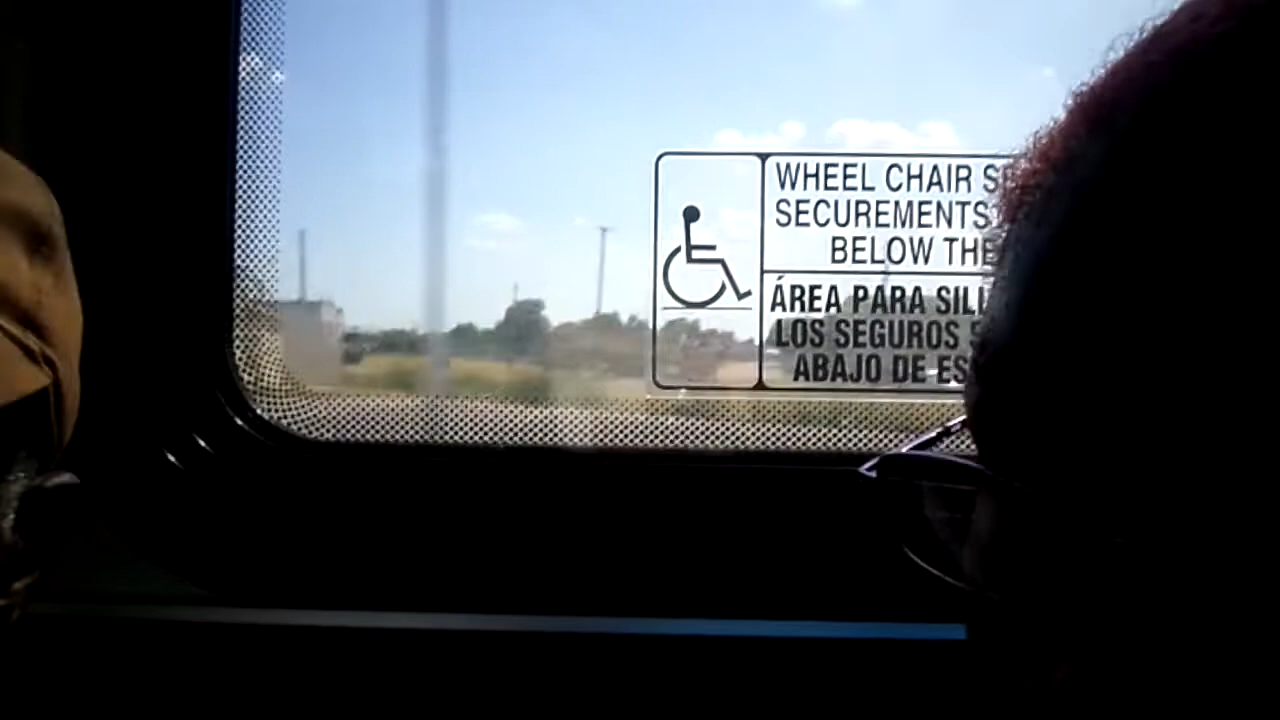 WHEEL CHAIR
SECUREMENTS
BELOW THE
ÁREA PARA
LOS SEGUROS
ABAJO DE